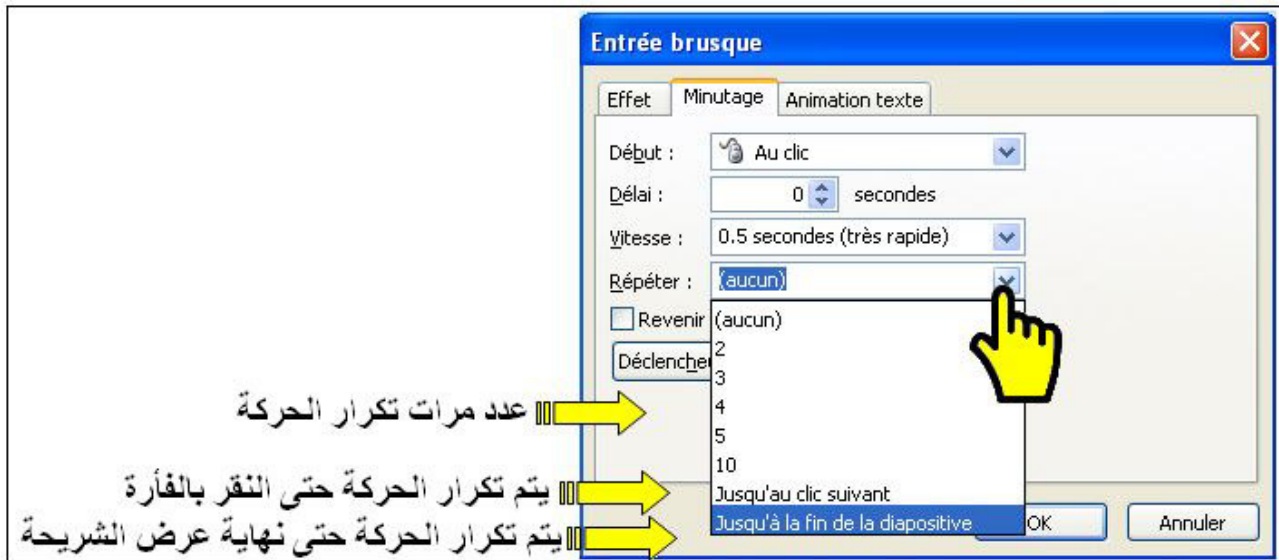 Entrée brusque
Effet Minutage Animation texte
Début : Au clic
Délai : 0 secondes
Vitesse : 0.5 secondes (très rapide)
Répéter : (aucun)
Revenir (aucun)
Déclenche 2
3
4
عدد مرات تكرار الحركة
5
10
يتم تكرار الحركة حتى النقر بالفأرة
Jusqu'au clic suivant
Jusqu'à la fin de la diapositive OK Annuler
يتم تكرار الحركة حتى نهاية عرض الشريحة